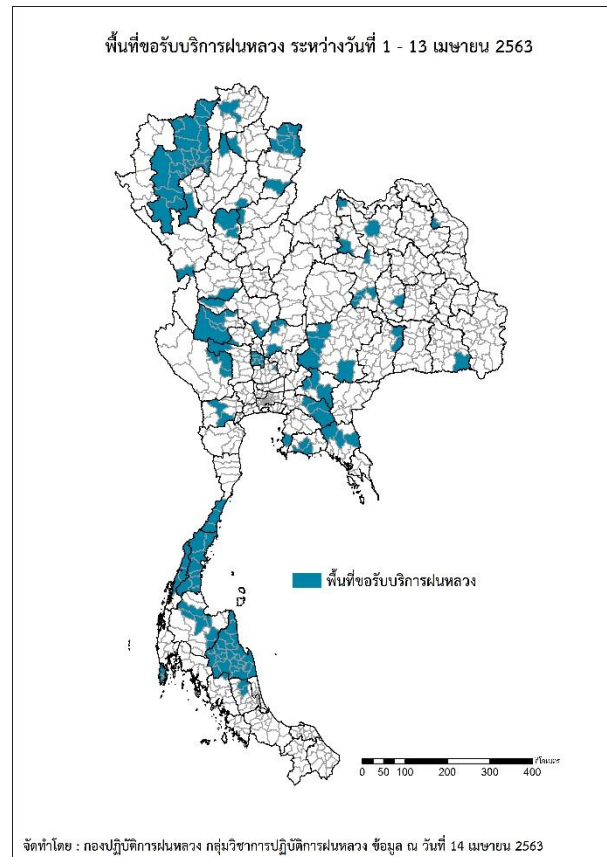 พื้นที่ขอรับบริการฝนหลวง ระหว่างวันที่ 1 - 13 เมษายน 2563
พื้นที่ขอรับบริการฝนหลวง
กิโลเมตร
0 50 100 200 300 400
จัดทำโดย : กองปฏิบัติการฝนหลวง กลุ่มวิชาการปฏิบัติการฝนหลวง ข้อมูล ณ วันที่ 14 เมษายน 2563